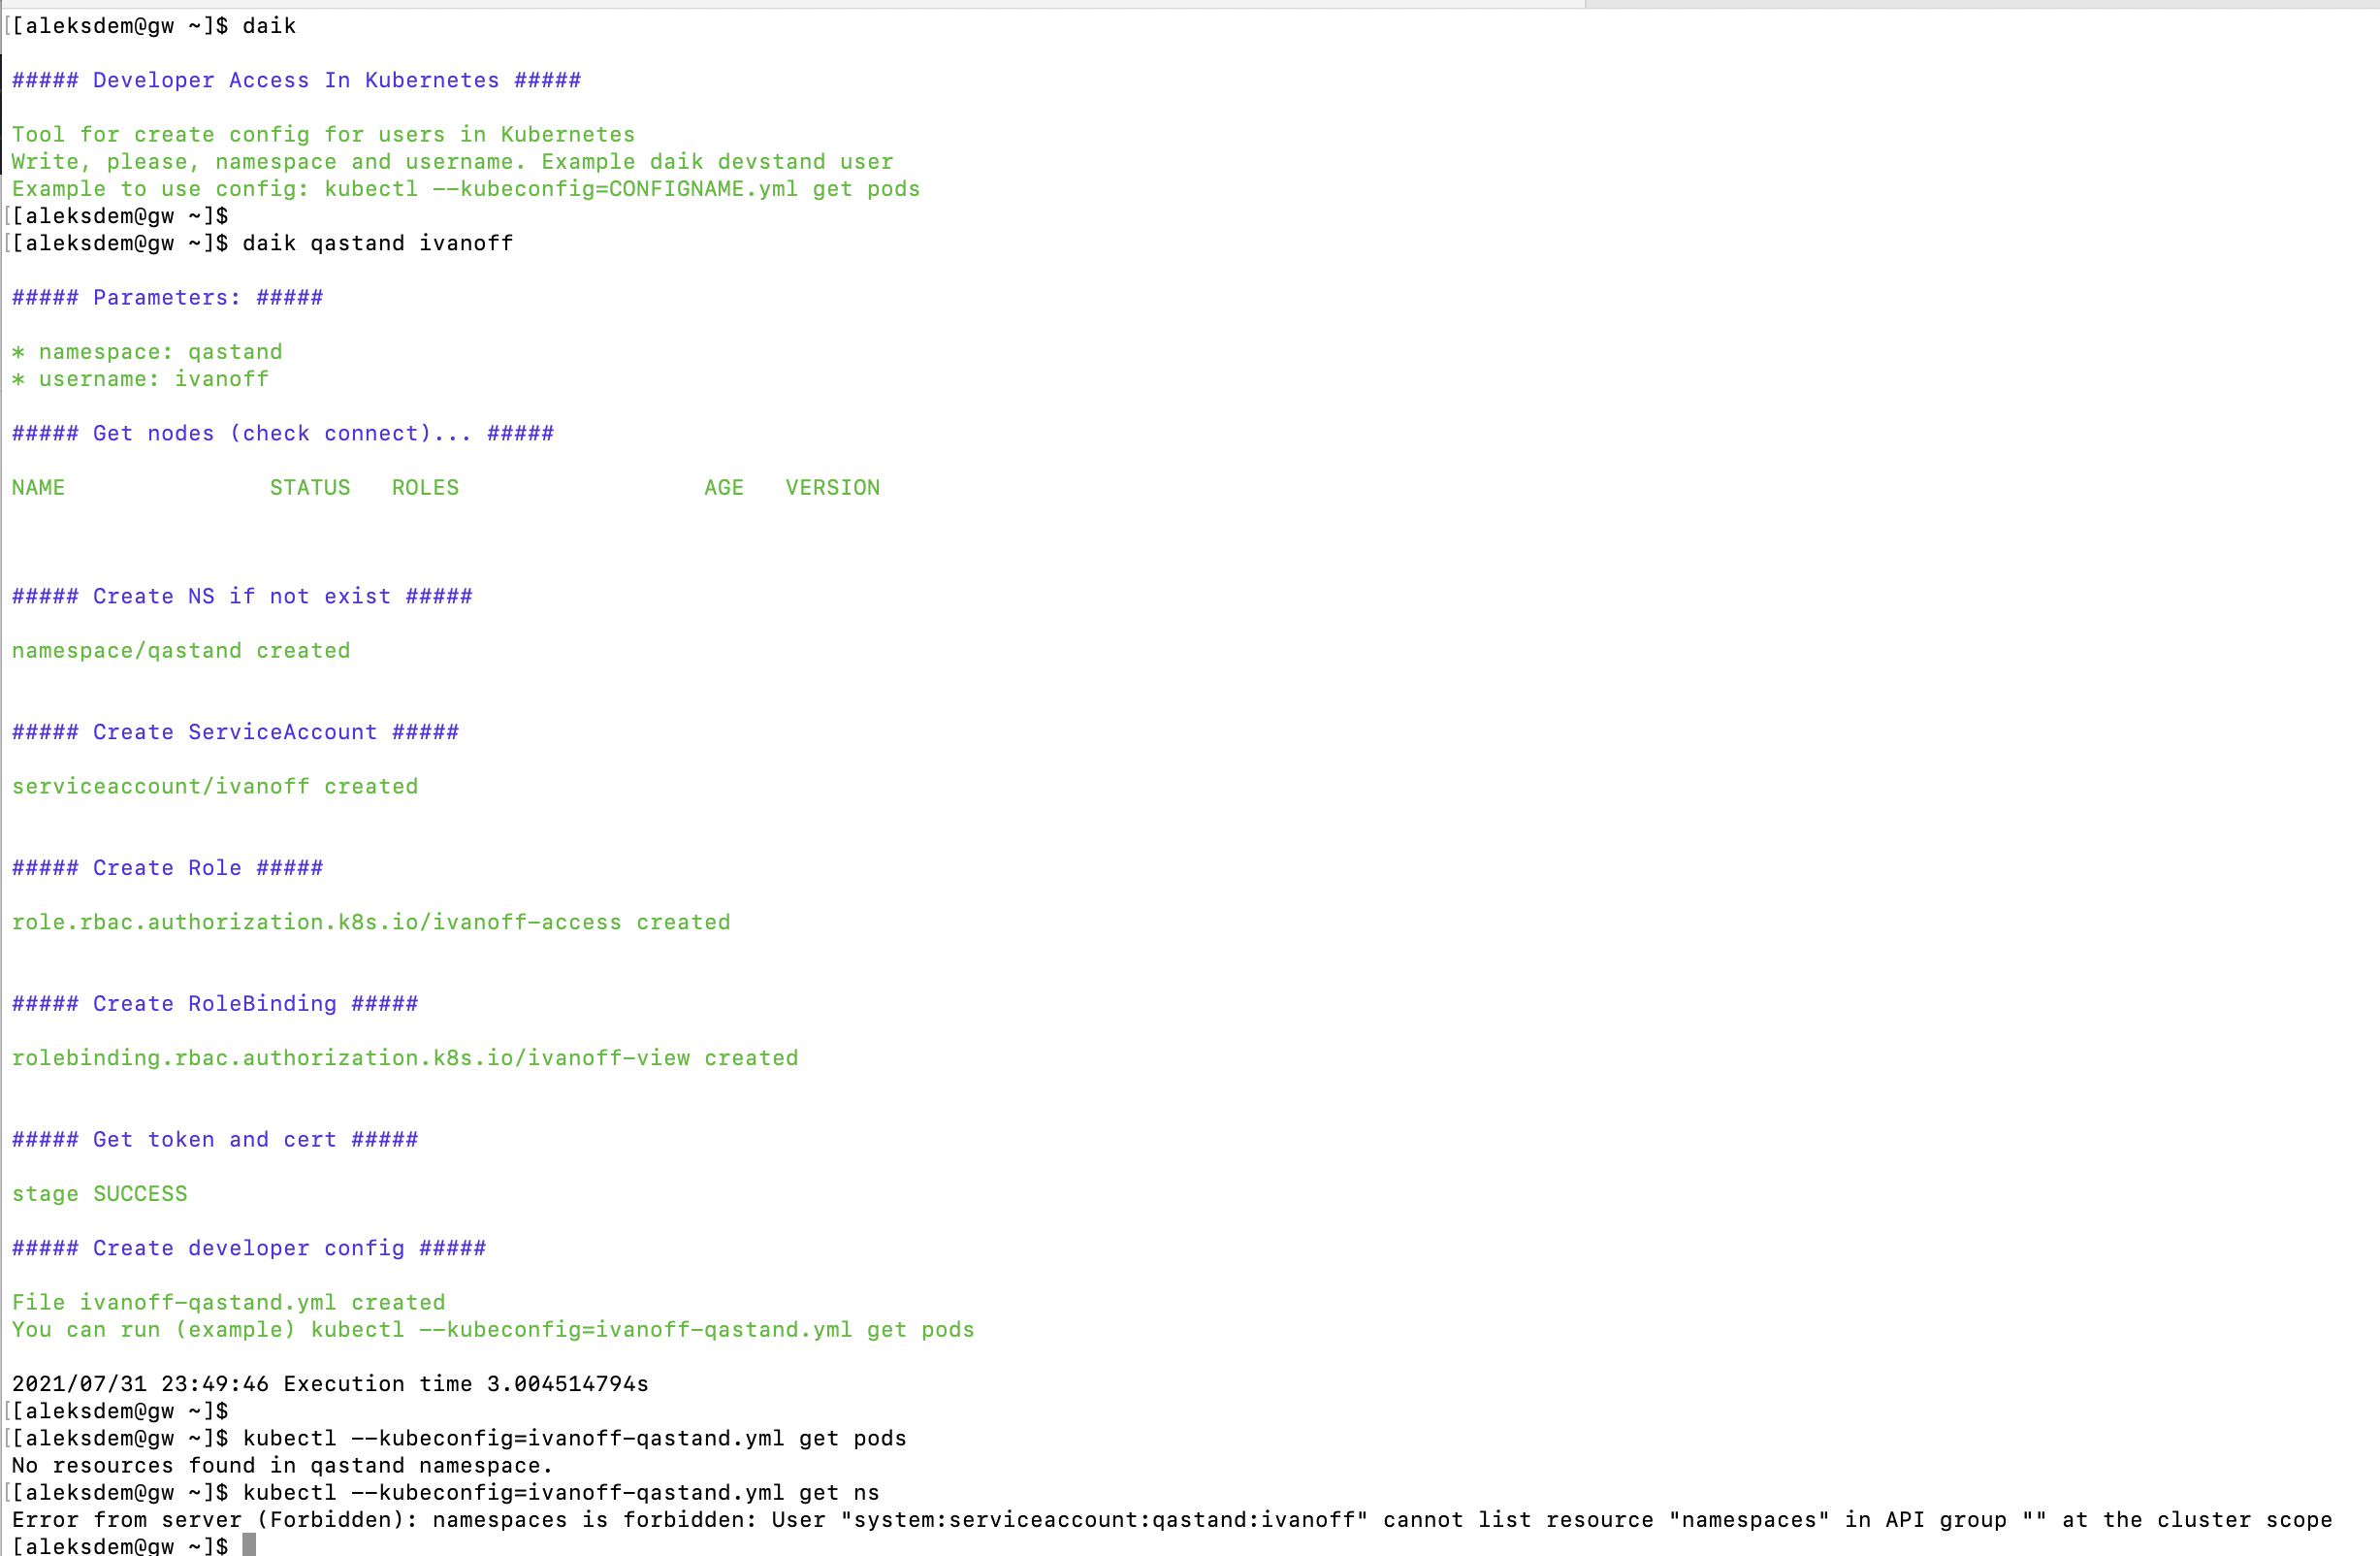 [[aleksdem@gw ~]$ daik
##### Developer Access In Kubernetes #####
Tool for create config for users in Kubernetes
Write, please, namespace and username. Example daik devstand user
Example to use config: kubectl --kubeconfig=CONFIGNAME.yml get pods
[[aleksdem@gw ~]$
[[aleksdem@gw ~]$ daik qastand ivanoff
##### Parameters: #####
* namespace: qastand
* username: ivanoff
##### Get nodes (check connect)... #####
NAME STATUS ROLES AGE VERSION
##### Create NS if not exist #####
namespace/qastand created
##### Create ServiceAccount #####
serviceaccount/ivanoff created
##### Create Role #####
role.rbac.authorization.k8s.io/ivanoff-access created
##### Create RoleBinding #####
rolebinding.rbac.authorization.k8s.io/ivanoff-view created
##### Get token and cert #####
stage SUCCESS
##### Create developer config #####
File ivanoff-qastand.yml created
You can run (example) kubectl --kubeconfig=ivanoff-qastand.yml get pods
2021/07/31 23:49:46 Execution time 3.004514794s
[[aleksdem@gw ~]$
[[aleksdem@gw ~]$ kubectl --kubeconfig=ivanoff-qastand.yml get pods
No resources found in qastand namespace.
[[aleksdem@gw ~]$ kubectl --kubeconfig=ivanoff-qastand.yml get ns
Error from server (Forbidden): namespaces is forbidden: User "system:serviceaccount:qastand:ivanoff" cannot list resource "namespaces" in API group "" at the cluster scope
[aleksdem@gw ~]$